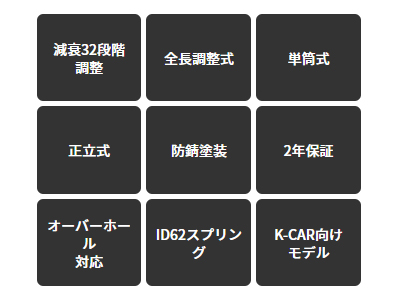 減衰32段階
調整
全長調整式
単筒式
正立式
防錆塗装
2年保証
オーバーホー
ル
対応
ID62スプリン
グ
K-CAR向け
モデル